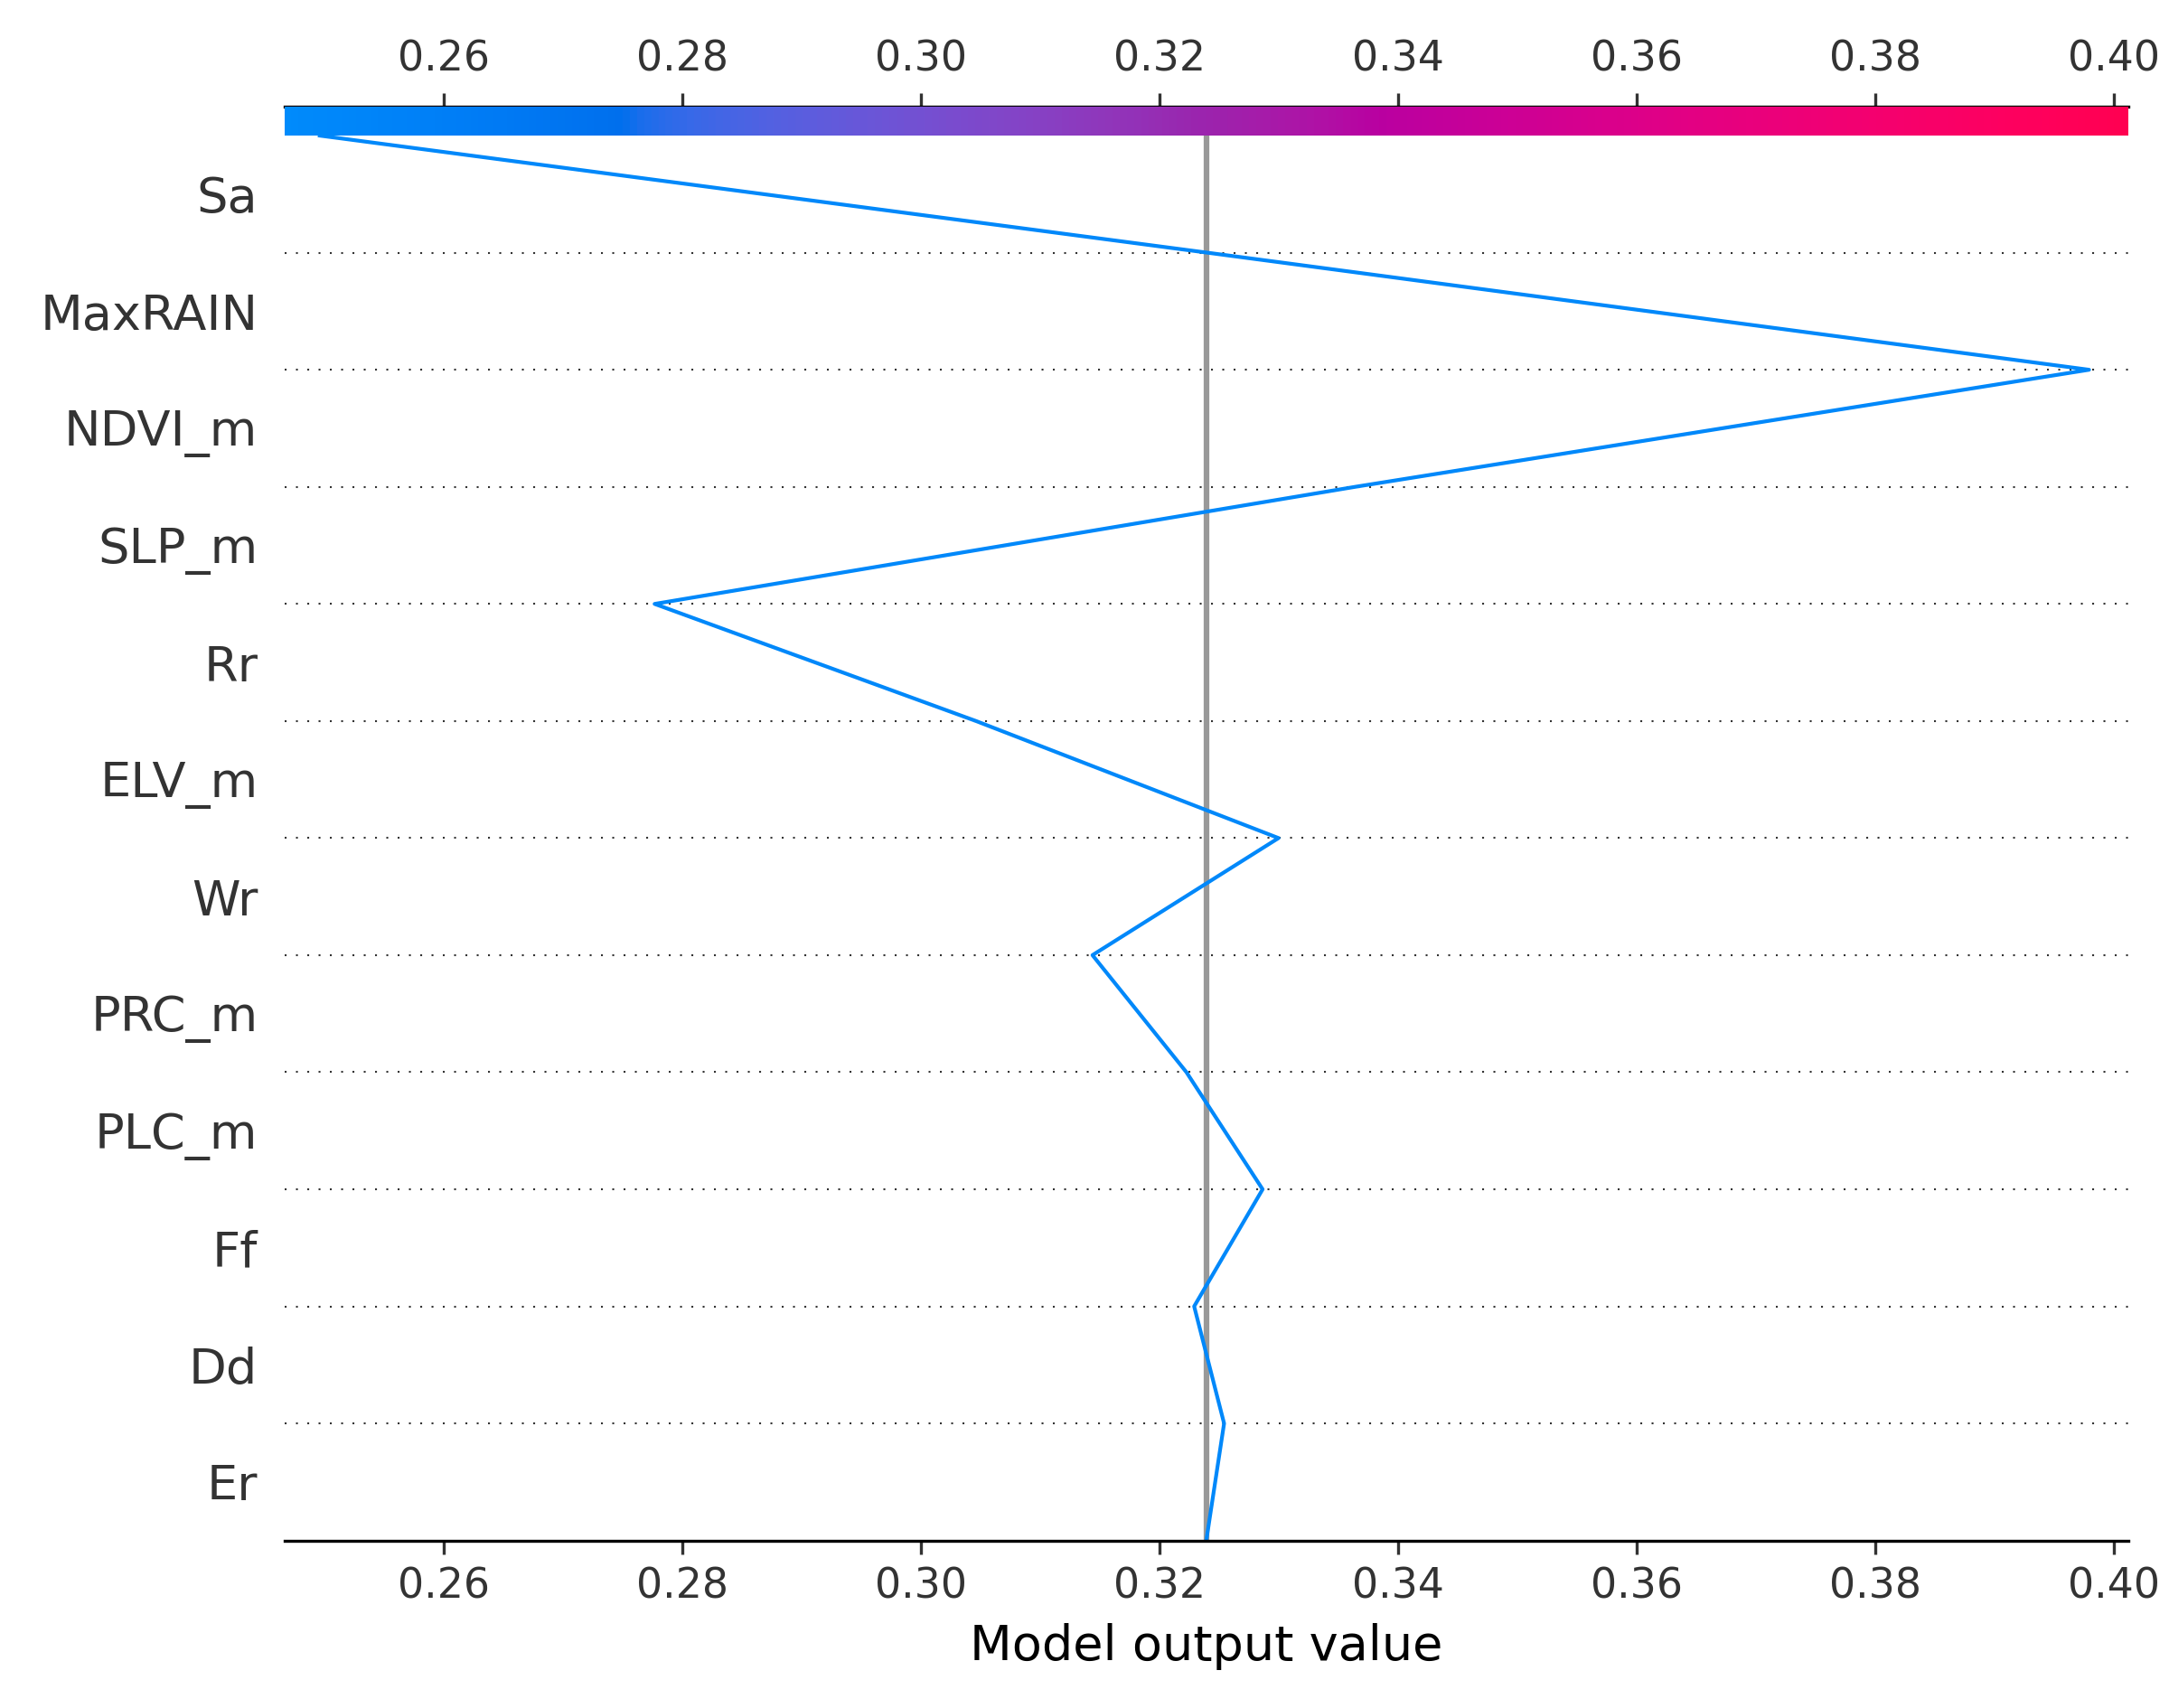 0.26 0.28 0.30 0.32 0.34 0.36 0.38 0.40
Sa
MaxRAIN
NDVI_m
SLP_m
Rr
ELV_m
Wr
PRC_m
PLC_m
Ff
Dd
Er
0.26 0.28 0.30 0.32 0.34 0.36 0.38 0.40
Model output value